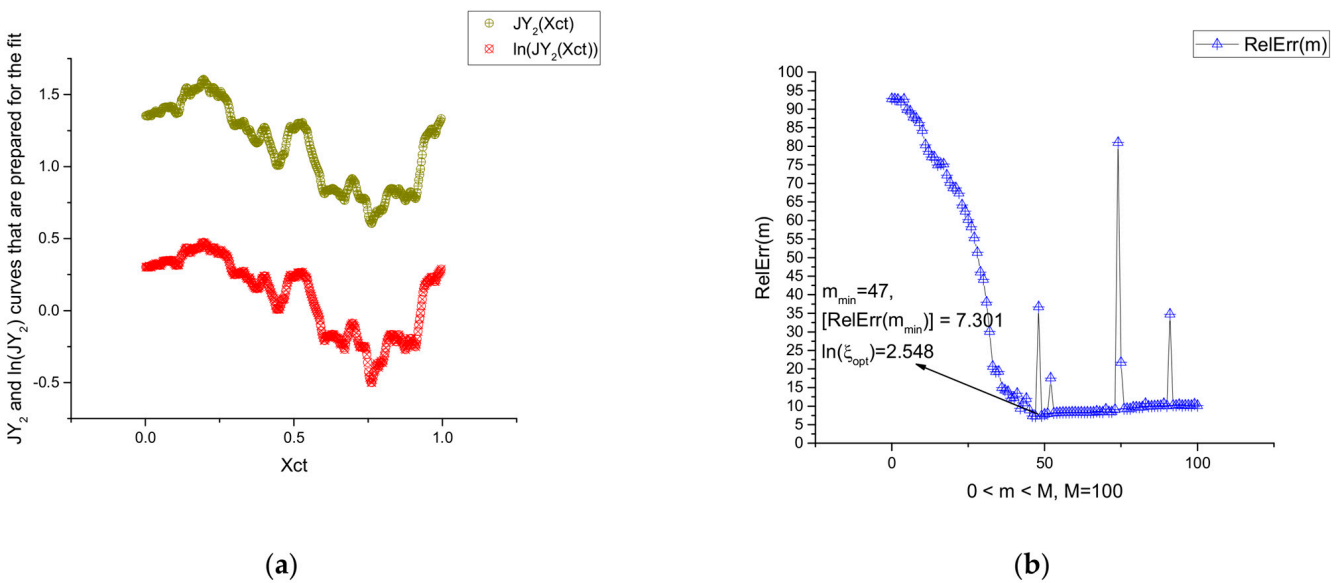 JY2(Xct)
ln(JY2(Xct))
JY2 and ln(JY2) curves that are prepared for the fit
1.5
1.0
0.5
0.0
-0.5
0.0
0.5
1.0
Xct
(a)
RelErr(m)
RelErr(m)
100
95
90
85
80
75
70
65
60
55
50
45
40
35
30
25
20
15
10
5
0
mmin=47,
[RelErr(mmin)] = 7.301
ln(ξopt)=2.548
0
50
100
0 < m < M, M=100
(b)